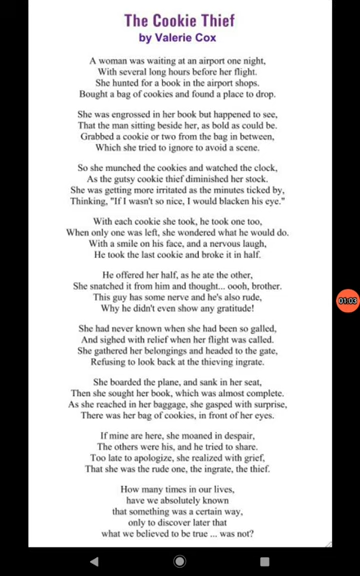 The Cookie Thief
by Valerie Cox
A woman was waiting at an airport one night,
With several long hours before her flight.
She hunted for a book in the airport shops.
Bought a bag of cookies and found a place to drop.
She was engrossed in her book but happened to see,
That the man sitting beside her, as bold as could be.
Grabbed a cookie or two from the bag in between,
Which she tried to ignore to avoid a scene.
So she munched the cookies and watched the clock,
As the gutsy cookie thief diminished her stock.
She was getting more irritated as the minutes ticked by,
Thinking, "If I wasn't so nice, I would blacken his eye."
With each cookie she took, he took one too,
When only one was left, she wondered what he would do.
With a smile on his face, and a nervous laugh,
He took the last cookie and broke it in half.
He offered her half, as he ate the other,
She snatched it from him and thought... oooh, brother.
This guy has some nerve and he's also rude,
Why he didn't even show any gratitude!
She had never known when she had been so galled,
And sighed with relief when her flight was called.
She gathered her belongings and headed to the gate,
Refusing to look back at the thieving ingrate.
She boarded the plane, and sank in her seat,
Then she sought her book, which was almost complete.
As she reached in her baggage, she gasped with surprise,
There was her bag of cookies, in front of her eyes.
If mine are here, she moaned in despair,
The others were his, and he tried to share.
Too late to apologize, she realized with grief,
That she was the rude one, the ingrate, the thief.
How many times in our lives,
have we absolutely known
that something was a certain way,
only to discover later that
what we believed to be true ... was not?
01:03